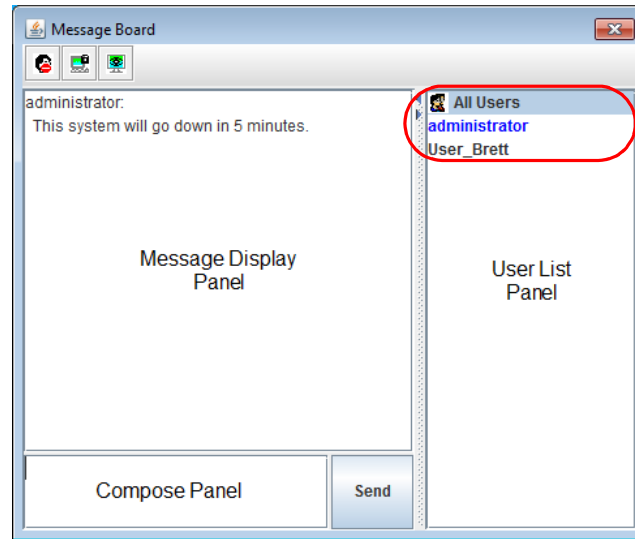 Message Board
administrator:
This system will go down in 5 minutes.
Message Display
Panel
Compose Panel
Send
All Users
administrator
User_Brett
User List
Panel